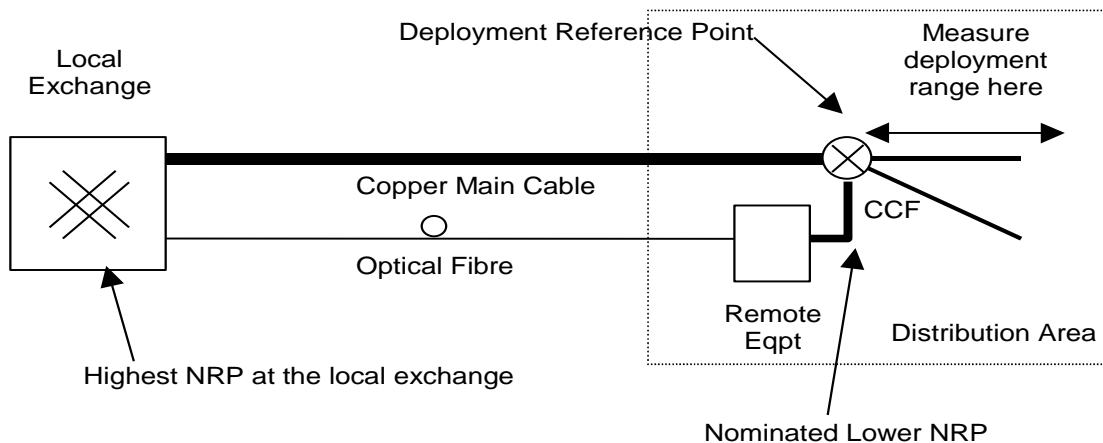 Deployment Reference Point
Measure
deployment
range here
Local
Exchange
Copper Main Cable
CCF
Optical Fibre
Remote
Eqpt
Distribution Area
Highest NRP at the local exchange
Nominated Lower NRP